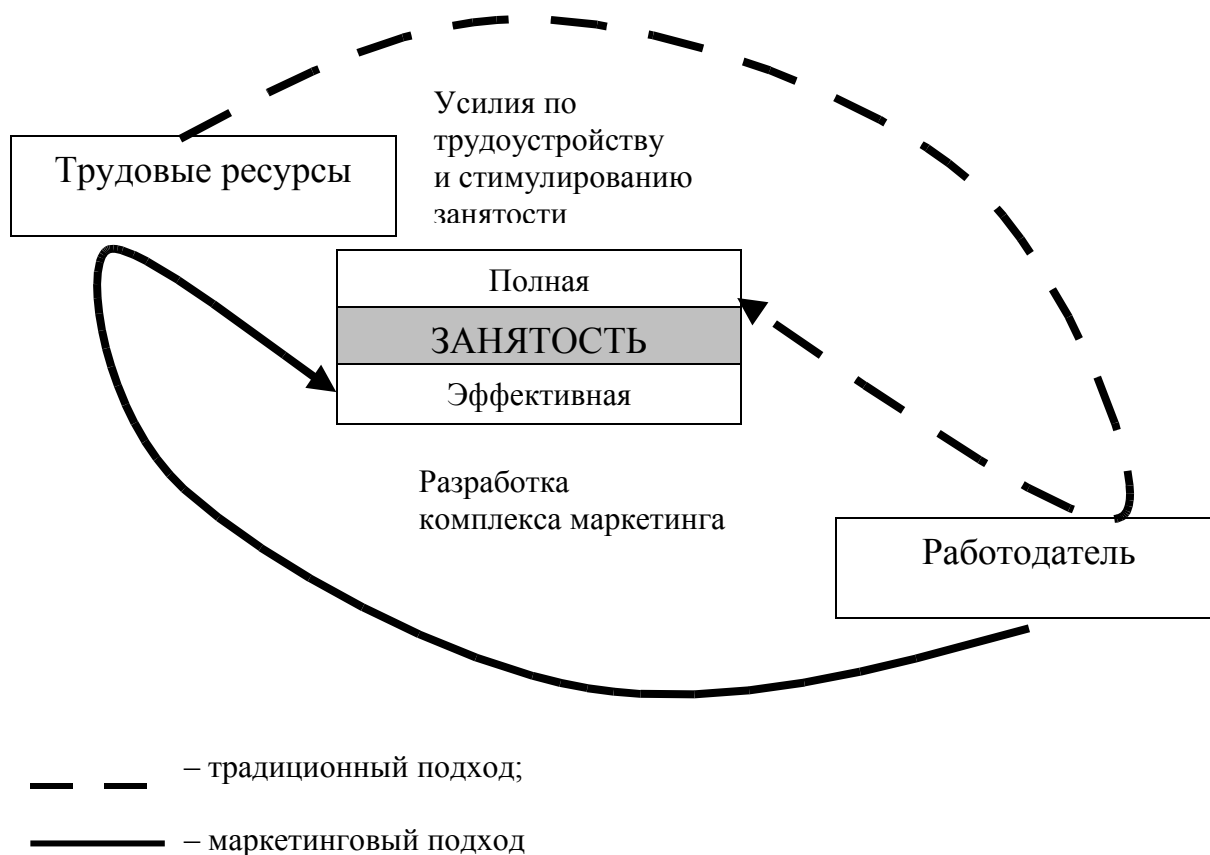 Усилия по
трудоустройству
и стимулированию
занятости
Трудовые ресурсы
Полная
ЗАНЯТОСТЬ
Эффективная
Разработка
комплекса маркетинга
Работодатель
– традиционный подход;
– маркетинговый подход